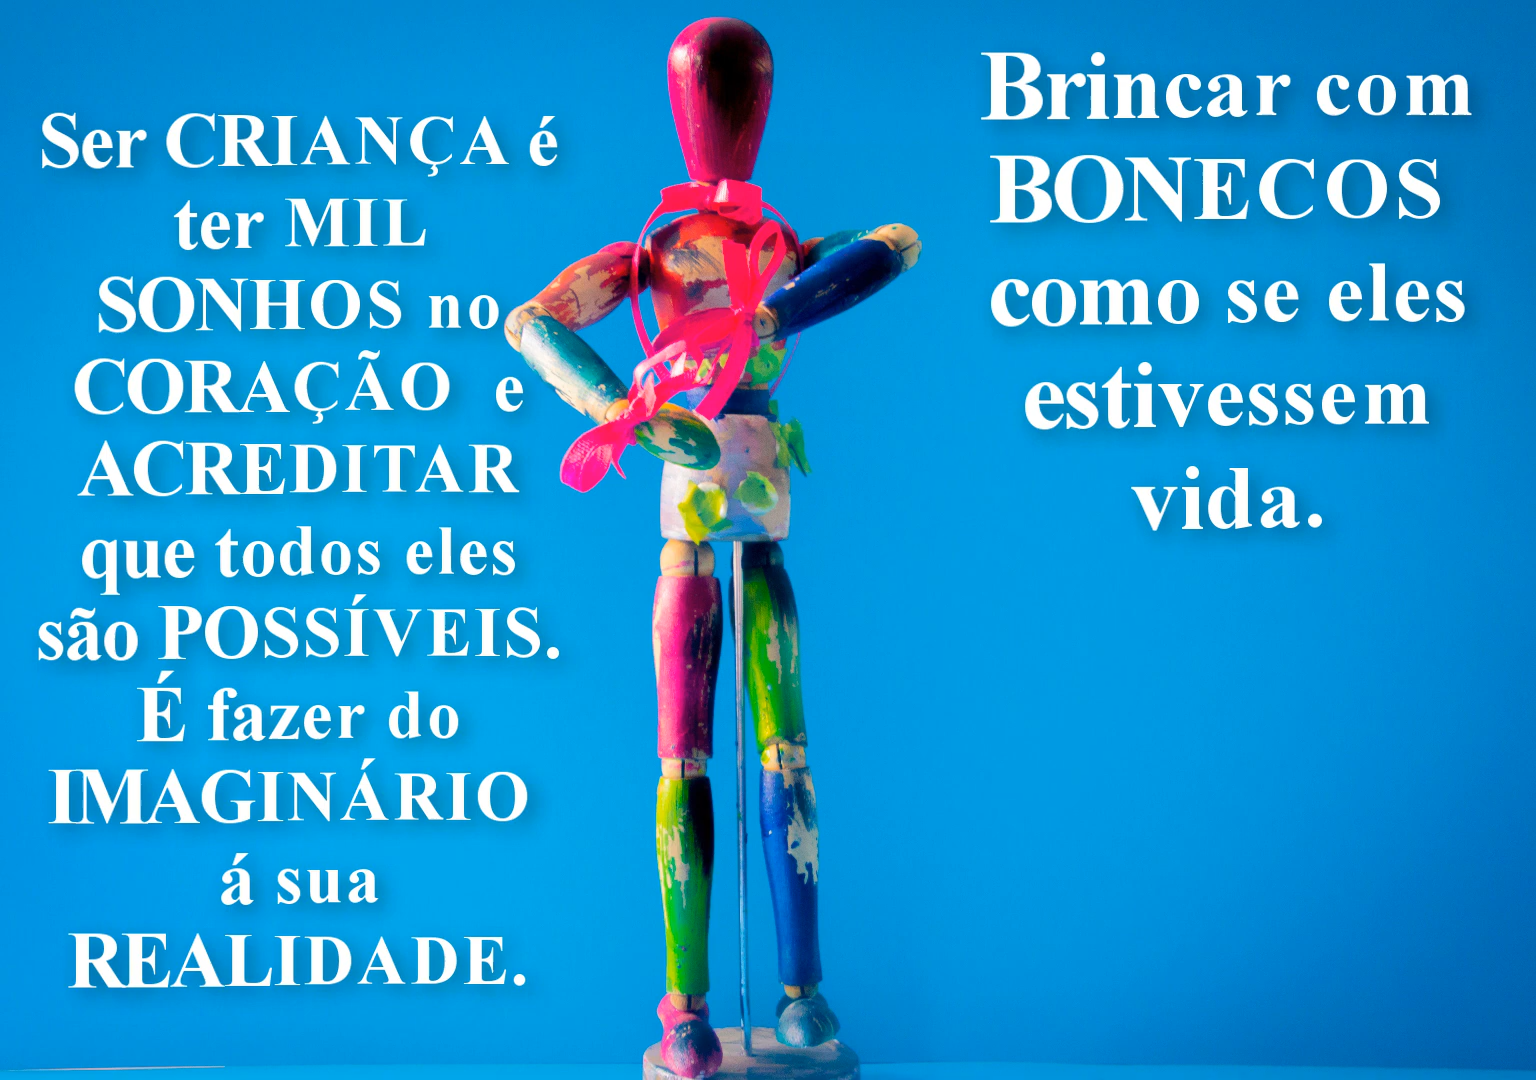 Ser CRIANÇA é
ter MIL
SONHOS no
CORAÇÃO e
ACREDITAR
que todos eles
são POSSÍVEIS.
É fazer do
IMAGINÁRIO
á sua
REALIDADE.
Brincar com
BONECOS
como se eles
estivessem
vida.